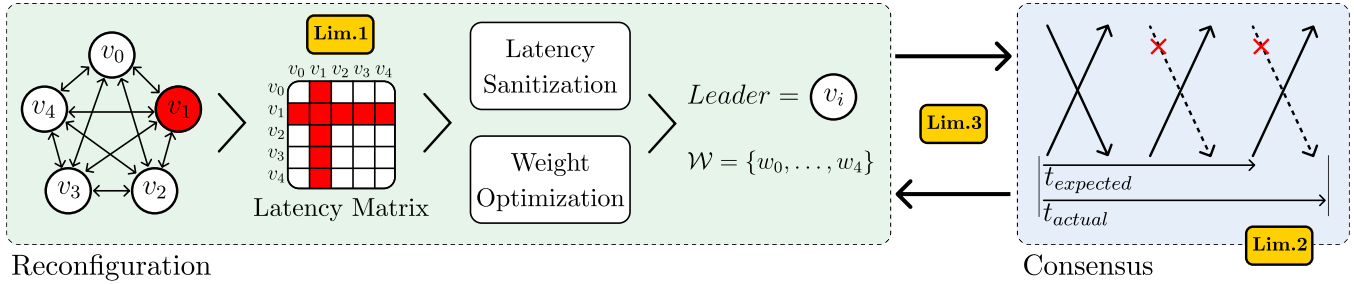 v0
v4
v1
v3
v2
Lim.1
v0 v1 v2 v3 v4
v0
v1
v2
v3
v4
Latency Matrix
Latency
Sanitization
Weight
Optimization
Leader = vi
𝒲 = {w0, . . . , w4}
Reconfiguration
Lim.3
texpected
tactual
Lim.2
Consensus